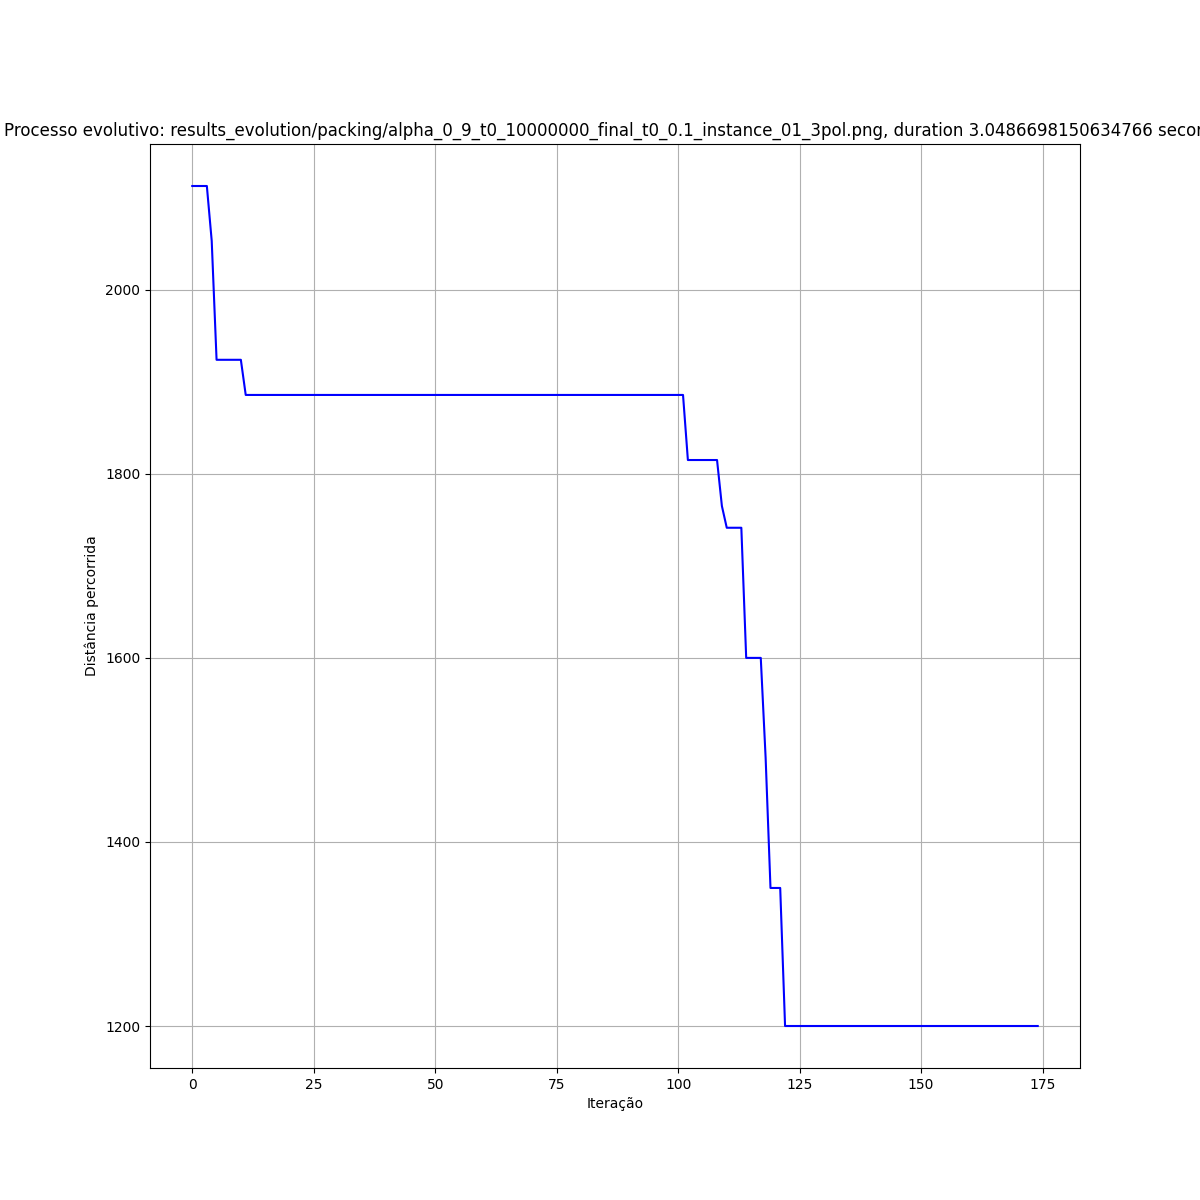 Processo evolutivo: results_evolution/packing/alpha_0_9_t0_10000000_final_t0_0.1_instance_01_3pol.png, duration 3.0486698150634766
2000
1800
1600
1400
1200
Distância percorrida
0 25 50 75 100 125 150 175
Iteração